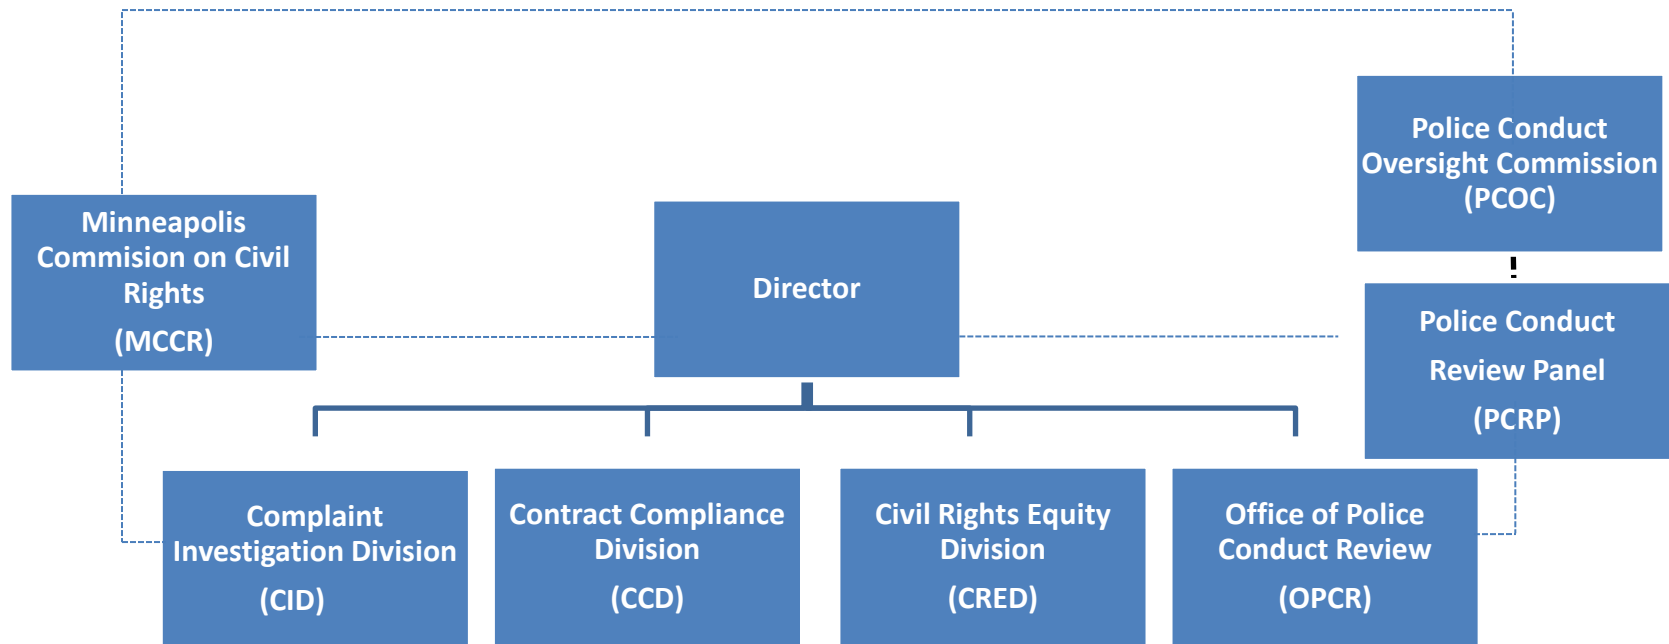 Police Conduct
Oversight Commission
(PCOC)
Minneapolis
Commision on Civil
Rights
(MCCR)
Director
Police Conduct
Review Panel
(PCRP)
Complaint
Investigation Division
(CID)
Contract Compliance
Division
(CCD)
Civil Rights Equity
Division
(CRED)
Office of Police
Conduct Review
(OPCR)